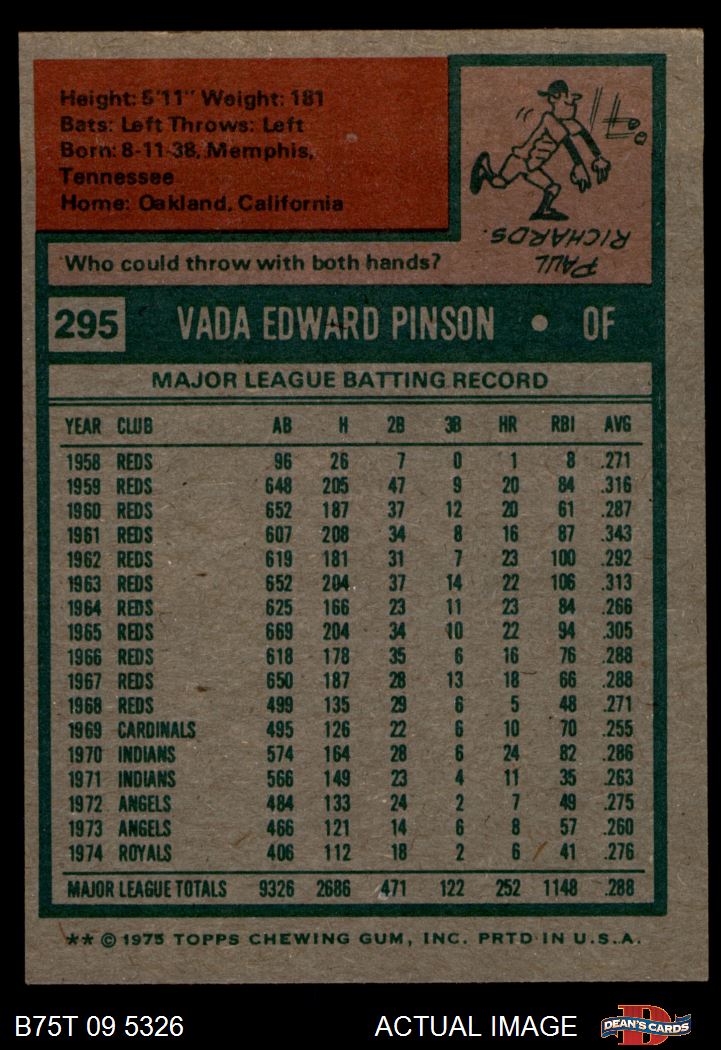 Height: 5'11" Weight: 181
Bats: Left Throws: Left
Born: 8-11-38, Memphis,
Tennessee
Home: Oakland, California
PAUL
RICHARDS.
Who could throw with both hands?
295 VADA EDWARD PINSON • OF
MAJOR LEAGUE BATTING RECORD
YEAR CLUB AB H 2B 3B HR RBI AVG
1958 REDS 96 26 7 0 1 8 .271
1959 REDS 648 205 47 9 20 84 .316
1960 REDS 652 187 37 12 20 61 .287
1961 REDS 607 208 34 8 16 87 .343
1962 REDS 619 181 31 7 23 100 .292
1963 REDS 652 204 37 14 22 106 .313
1964 REDS 625 166 23 11 23 84 .266
1965 REDS 669 204 34 10 22 94 .305
1966 REDS 618 178 35 6 16 76 .288
1967 REDS 650 187 28 13 18 66 .288
1968 REDS 499 135 29 6 5 48 .271
1969 CARDINALS 495 126 22 6 10 70 .255
1970 INDIANS 574 164 28 6 24 82 .286
1971 INDIANS 566 149 23 4 11 35 .263
1972 ANGELS 484 133 24 2 7 49 .275
1973 ANGELS 466 121 14 6 8 57 .260
1974 ROYALS 406 112 18 2 6 41 .276
MAJOR LEAGUE TOTALS 9326 2686 471 122 252 1148 .288
** © 1975 TOPPS CHEWING GUM, INC. PRTD IN U.S.A.
B75T 09 5326 ACTUAL IMAGE D DEAN'S CARDS